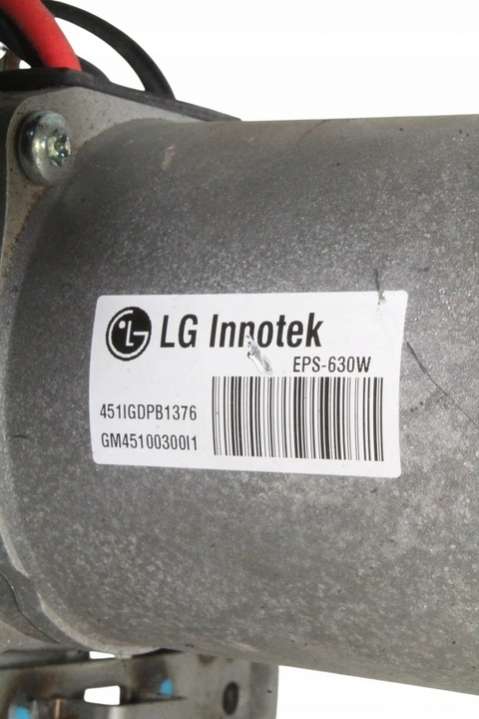 LG Innotek
EPS-630W
451IGDPB1376
GM45100300I1